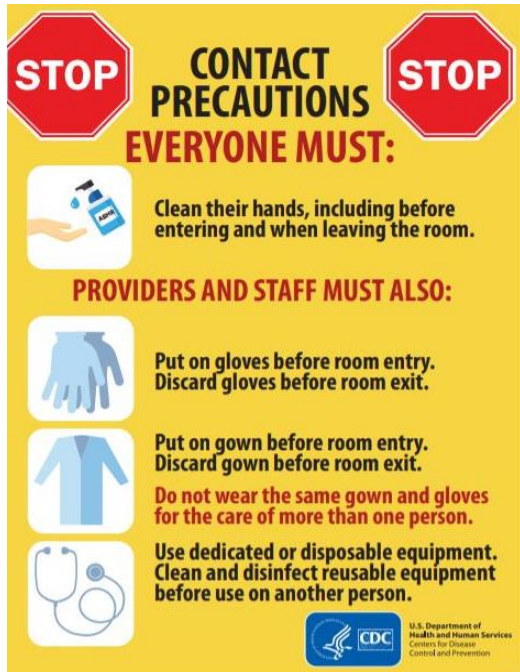 STOP
CONTACT
PRECAUTIONS
STOP
EVERYONE MUST:
ABHR
Clean their hands, including before
entering and when leaving the room.
PROVIDERS AND STAFF MUST ALSO:
Put on gloves before room entry.
Discard gloves before room exit.
Put on gown before room entry.
Discard gown before room exit.
Do not wear the same gown and gloves
for the care of more than one person.
Use dedicated or disposable equipment.
Clean and disinfect reusable equipment
before use on another person.
CDC
U.S. Department of
Health and Human Services
Centers for Disease
Control and Prevention